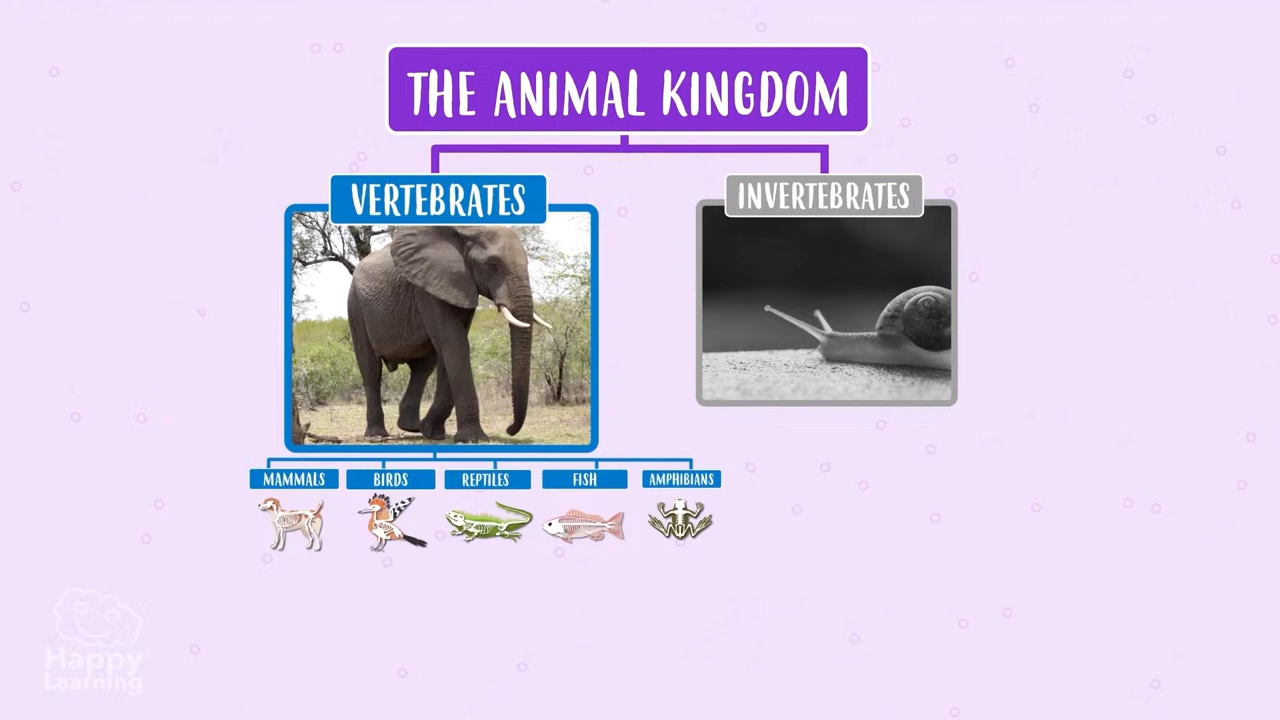 THE ANIMAL KINGDOM
VERTEBRATES
INVERTEBRATES
MAMMALS
BIRDS
REPTILES
FISH
AMPHIBIANS
Happy
Learning